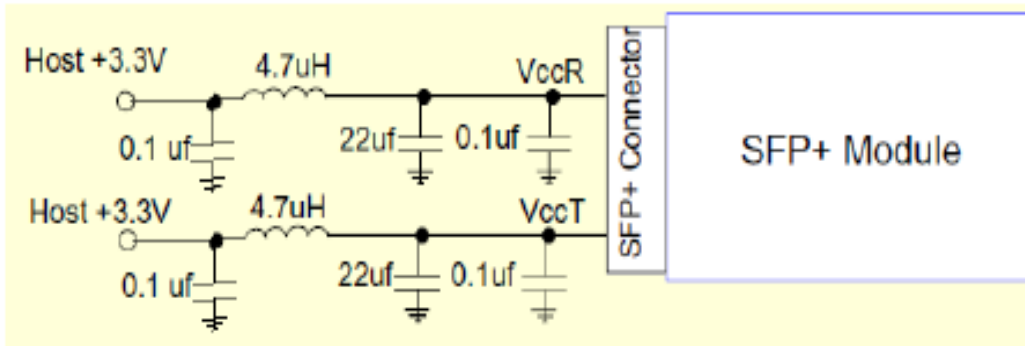 Host +3.3V
4.7uH
VccR
0.1 uf
22uf
0.1uf
Host +3.3V
4.7uH
VccT
0.1 uf
22uf
0.1uf
SFP+ Connector
SFP+ Module